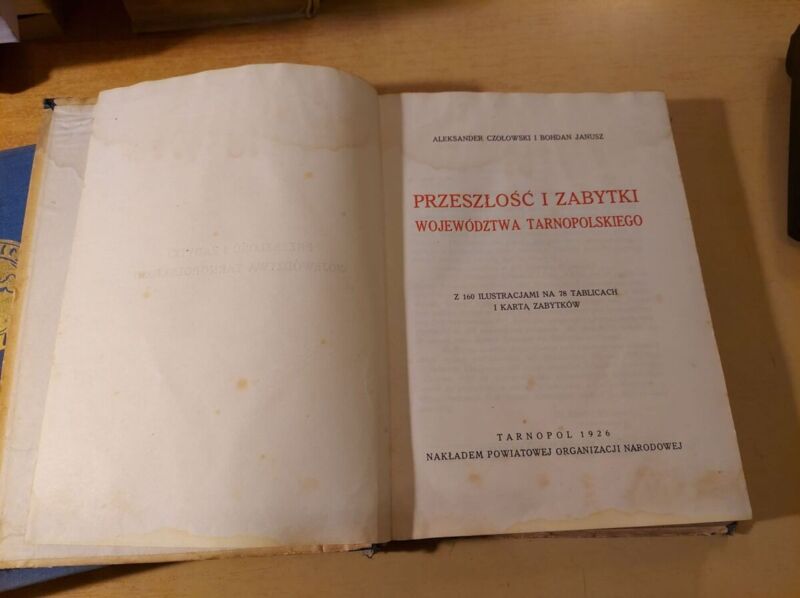 ALEKSANDER CZOŁOWSKI I BOHDAN JANUSZ
PRZESZŁOŚĆ I ZABYTKI
WOJEWÓDZTWA TARNOPOLSKIEGO
Z 160 ILUSTRACJAMI NA 78 TABLICACH
I KARTĄ ZABYTKÓW
TARNOPOL 1926
NAKŁADEM POWIATOWEJ ORGANIZACJI NARODOWEJ